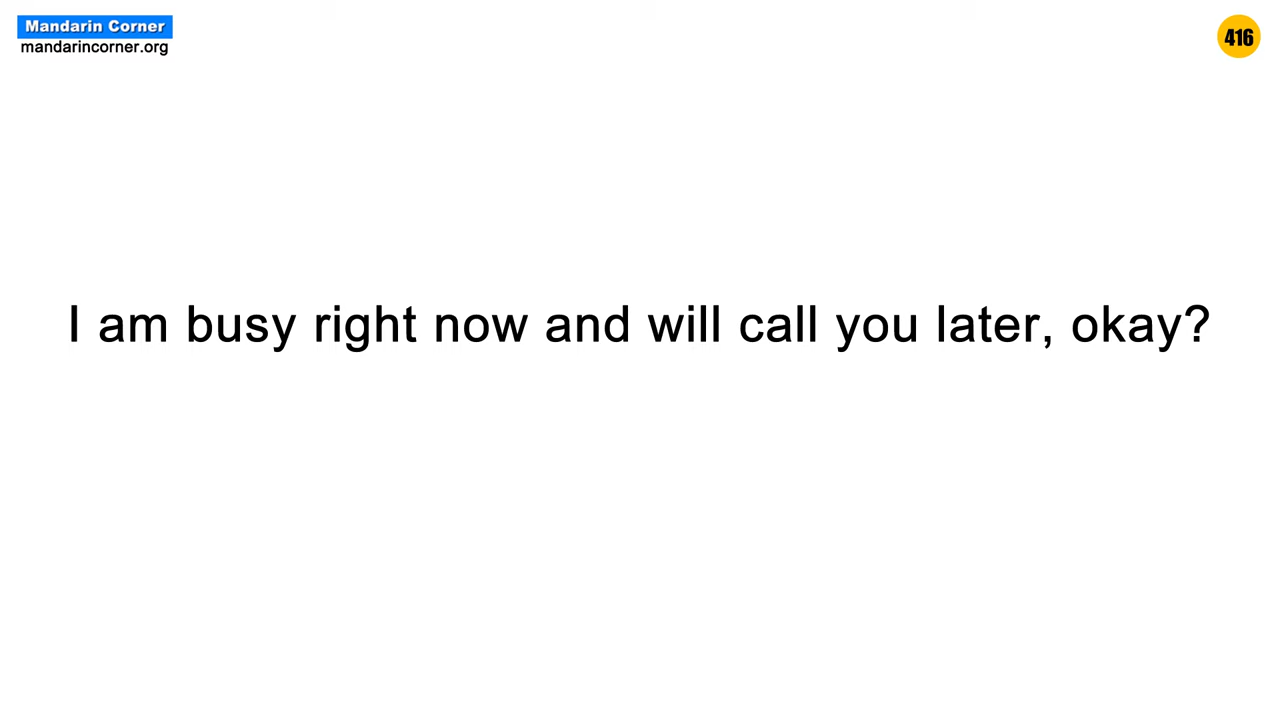 Mandarin Corner
mandarincorner.org
416
I am busy right now and will call you later, okay?